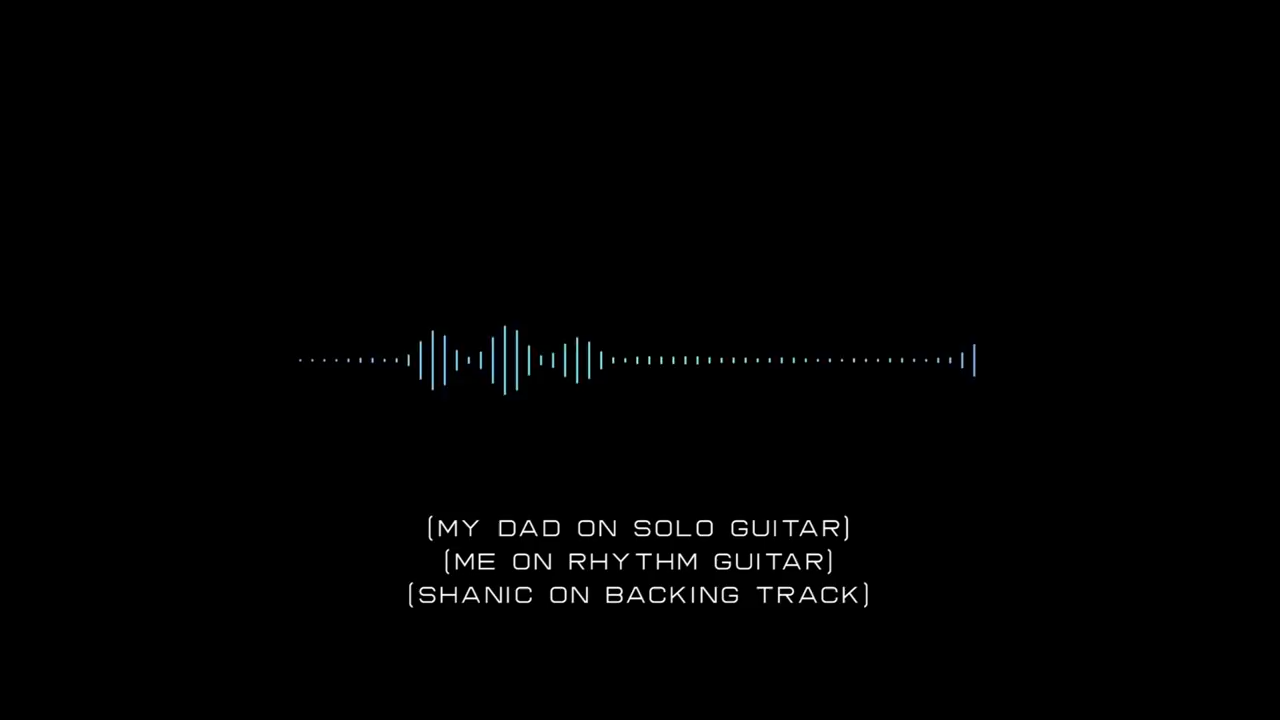 (MY DAD ON SOLO GUITAR)
(ME ON RHYTHM GUITAR)
(SHANIC ON BACKING TRACK)